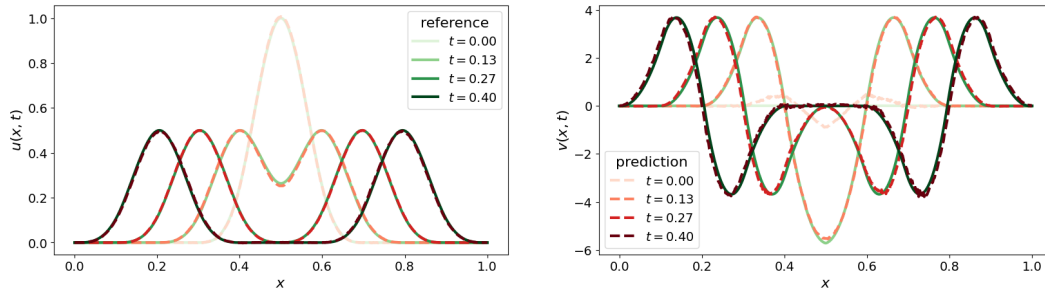 1.0
0.8
0.6
0.4
0.2
0.0
u(x, t)
reference
t = 0.00
t = 0.13
t = 0.27
t = 0.40
0.0 0.2 0.4 0.6 0.8 1.0
x
4
2
0
−2
−4
−6
v(x, t)
prediction
t = 0.00
t = 0.13
t = 0.27
t = 0.40
0.0 0.2 0.4 0.6 0.8 1.0
x